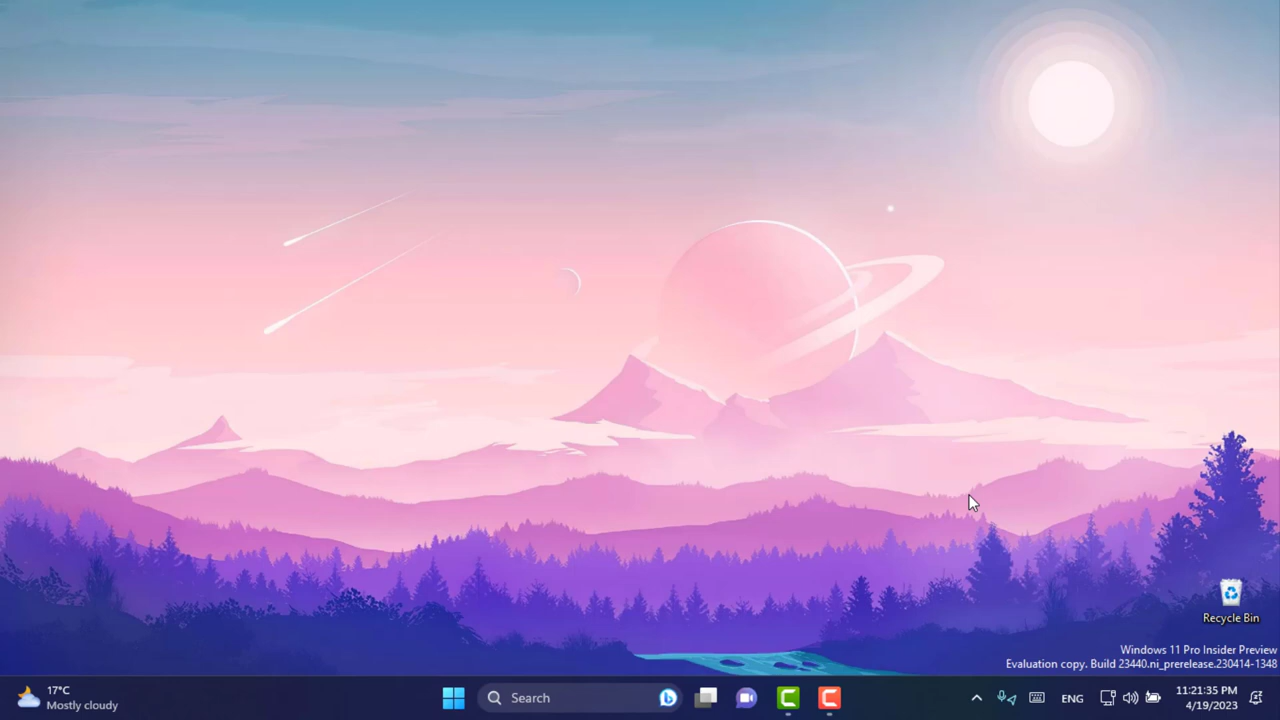 Recycle Bin
Windows 11 Pro Insider Preview
Evaluation copy. Build 23440.ni_prerelease.230414-1348
17°C
Mostly cloudy
Search
ENG
11:21:35 PM
4/19/2023